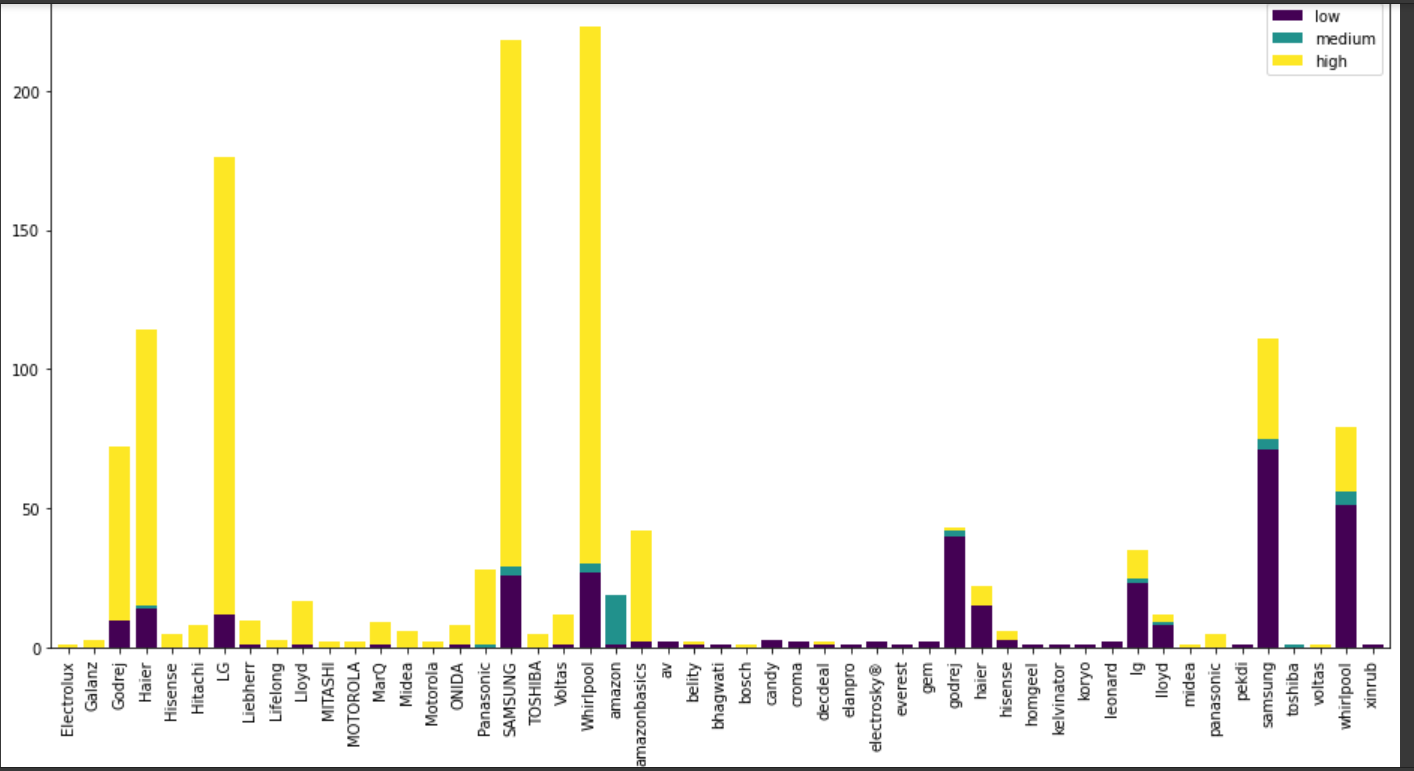 low
medium
high
200
150
100
50
0
Electrolux
Galanz
Godrej
Haier
Hisense
Hitachi
LG
Liebherr
Lifelong
Lloyd
MITASHI
MOTOROLA
MarQ
Midea
Motorola
ONIDA
Panasonic
SAMSUNG
TOSHIBA
Voltas
Whirlpool
amazon
amazonbasics
av
belity
bhagwati
bosch
candy
croma
decdeal
elanpro
electrosky®
everest
gem
godrej
haier
hisense
homgeel
kelvinator
koryo
leonard
lg
lloyd
midea
panasonic
pekdi
samsung
toshiba
voltas
whirlpool
xinrub